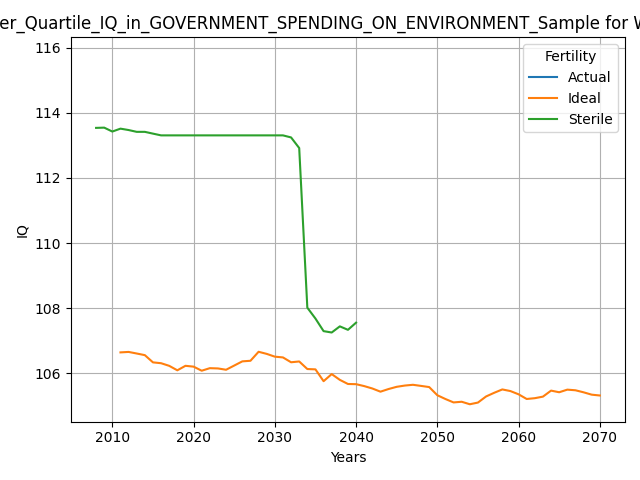 er_Quartile_IQ_in_GOVERNMENT_SPENDING_ON_ENVIRONMENT_Sample for W
116
114
112
110
108
106
IQ
Fertility
Actual
Ideal
Sterile
2010 2020 2030 2040 2050 2060 2070
Years